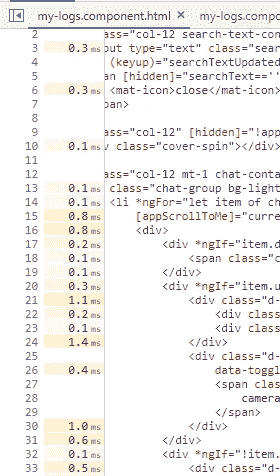 my-logs.component.html × my-logs.compo
2 ass="col-12 search-text-con
3 0.3 ms out type="text" class="sear
4 (keyup)="searchTextUpdated
5 an [hidden]="searchText==''
6 0.3 ms <mat-icon>close</mat-icon>
7 pan>
8
9 ass="col-12" [hidden]="!app
10 0.1 ms ="cover-spin"></div>
11
12 ass="col-12 mt-1 chat-conta
13 0.1 ms class="chat-group bg-light
14 0.1 ms <li *ngFor="let item of ch
15 0.8 ms [appScrollToMe]="curre
16 0.8 ms <div>
17 0.2 ms <div *ngIf="item.d
18 0.1 ms <span class="c
19 0.1 ms </div>
20 0.3 ms <div *ngIf="item.u
21 1.1 ms <div class="d-
22 0.2 ms <div class
23 0.1 ms <div class
24 1.4 ms </div>
25 <div class="d-
26 0.4 ms data-toggl
27 <span clas
28 camera
29 </span>
30 1.0 ms </div>
31 0.6 ms </div>
32 0.1 ms <div *ngIf="!item.
33 0.5 ms <div class="d-